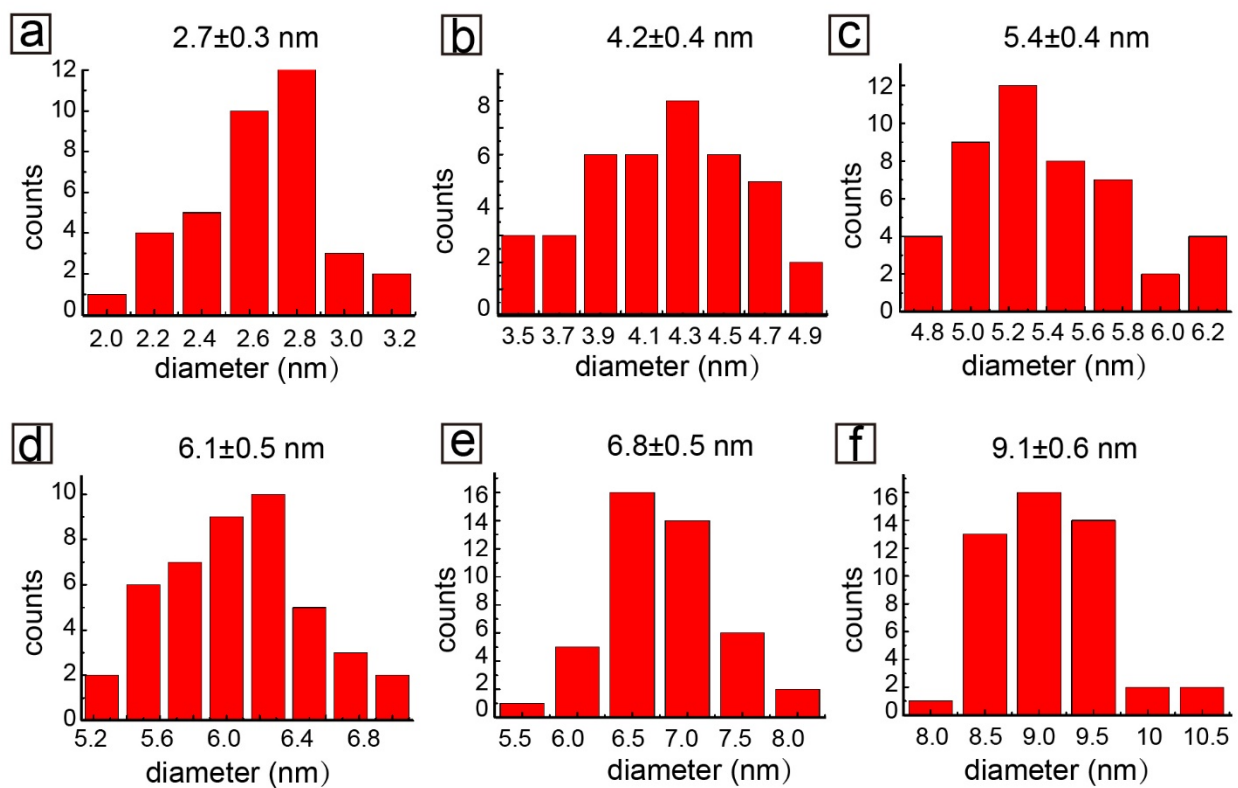 a
2.7±0.3 nm
counts
12
10
8
6
4
2
0
2.0 2.2 2.4 2.6 2.8 3.0 3.2
diameter (nm)
b
4.2±0.4 nm
counts
8
6
4
2
0
3.5 3.7 3.9 4.1 4.3 4.5 4.7 4.9
diameter (nm)
c
5.4±0.4 nm
counts
12
10
8
6
4
2
0
4.8 5.0 5.2 5.4 5.6 5.8 6.0 6.2
diameter (nm)
d
6.1±0.5 nm
counts
10
8
6
4
2
0
5.2 5.6 6.0 6.4 6.8
diameter (nm)
e
6.8±0.5 nm
counts
16
14
12
10
8
6
4
2
0
5.5 6.0 6.5 7.0 7.5 8.0
diameter (nm)
f
9.1±0.6 nm
counts
16
14
12
10
8
6
4
2
0
8.0 8.5 9.0 9.5 10 10.5
diameter (nm)